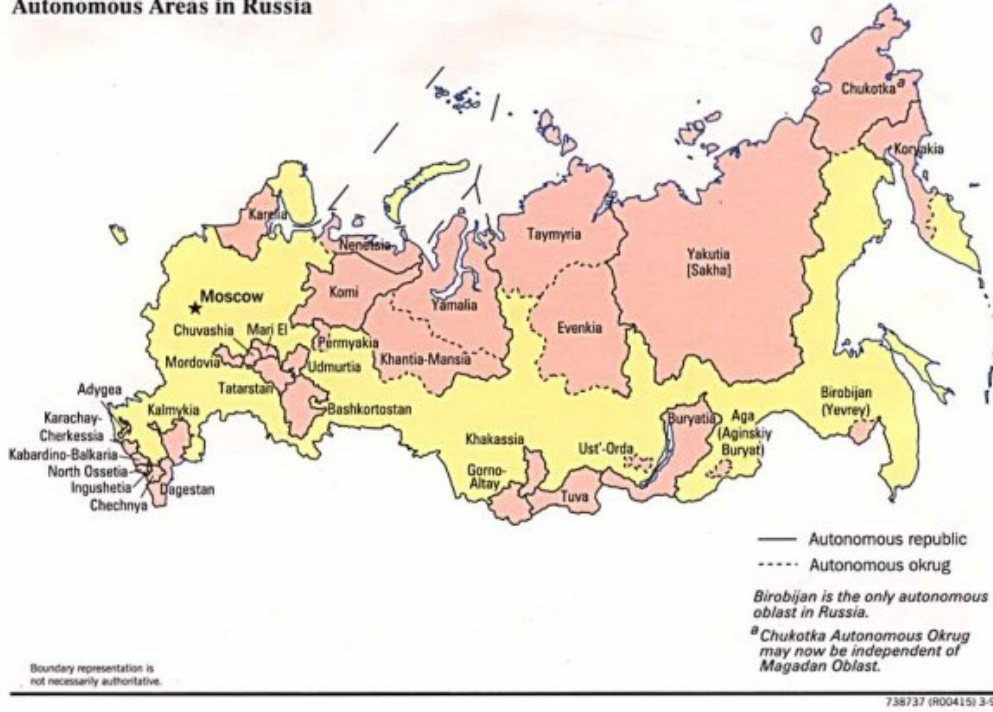 Autonomous Areas in Russia
Chukotka a
Koryakia
Karelia
Nenetsia
Taymyria
Yakutia
[Sakha]
Moscow
Komi
Yamalia
Evenkia
Chuvashia
Mari El
Permyakia
Khantia-Mansia
Mordovia
Udmurtia
Tatarstan
Bashkortostan
Adygea
Kalmykia
Karachay-
Cherkessia
Kabardino-Balkaria
North Ossetia
Ingushetia
Chechnya
Dagestan
Khakassia
Gorno-
Altay
Tuva
Ust'-Orda
Buryatia
Aga
(Aginskiy
Buryat)
Birobijan
(Yevrey)
Autonomous republic
Autonomous okrug
Birobijan is the only autonomous
oblast in Russia.
a Chukotka Autonomous Okrug
may now be independent of
Magadan Oblast.
Boundary representation is
not necessarily authoritative.
738737 (R00415) 3-9